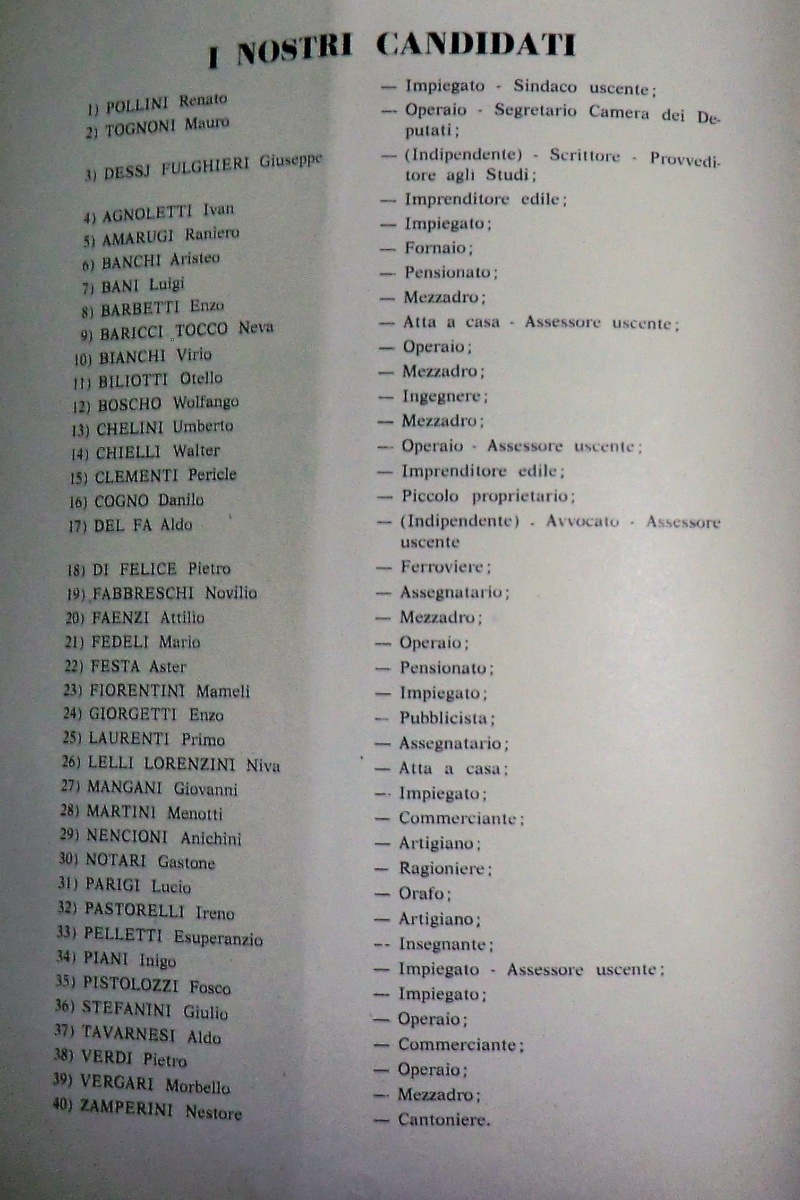 I NOSTRI CANDIDATI
1) POLLINI Renato — Impiegato - Sindaco uscente;
2) TOGNONI Mauro — Operaio - Segretario Camera dei De-
putati;
3) DESSJ FULGHIERI Giuseppe — (Indipendente) - Scrittore - Provvedi-
tore agli Studi;
4) AGNOLETTI Ivan — Imprenditore edile;
5) AMARUGI Raniero — Impiegato;
6) BANCHI Aristeo — Fornaio;
7) BANI Luigi — Pensionato;
8) BARBETTI Enzo — Mezzadro;
9) BARICCI TOCCO Neva — Atta a casa - Assessore uscente;
10) BIANCHI Virio — Operaio;
11) BILIOTTI Otello — Mezzadro;
12) BOSCHO Wolfango — Ingegnere;
13) CHELINI Umberto — Mezzadro;
14) CHIELLI Walter — Operaio - Assessore uscente;
15) CLEMENTI Pericle — Imprenditore edile;
16) COGNO Danilo — Piccolo proprietario;
17) DEL FA Aldo — (Indipendente) - Avvocato - Assessore
uscente
18) DI FELICE Pietro — Ferroviere;
19) FABBRESCHI Novilio — Assegnatario;
20) FAENZI Attilio — Mezzadro;
21) FEDELI Mario — Operaio;
22) FESTA Aster — Pensionato;
23) FIORENTINI Mameli — Impiegato;
24) GIORGETTI Enzo — Pubblicista;
25) LAURENTI Primo — Assegnatario;
26) LELLI LORENZINI Niva — Atta a casa;
27) MANGANI Giovanni — Impiegato;
28) MARTINI Menotti — Commerciante;
29) NENCIONI Anichini — Artigiano;
30) NOTARI Gastone — Ragioniere;
31) PARIGI Lucio — Orafo;
32) PASTORELLI Ireno — Artigiano;
33) PELLETTI Esuperanzio — Insegnante;
34) PIANI Inigo — Impiegato - Assessore uscente;
35) PISTOLOZZI Fosco — Impiegato;
36) STEFANINI Giulio — Operaio;
37) TAVARNESI Aldo — Commerciante;
38) VERDI Pietro — Operaio;
39) VERGARI Morbello — Mezzadro;
40) ZAMPERINI Nestore — Cantoniere.